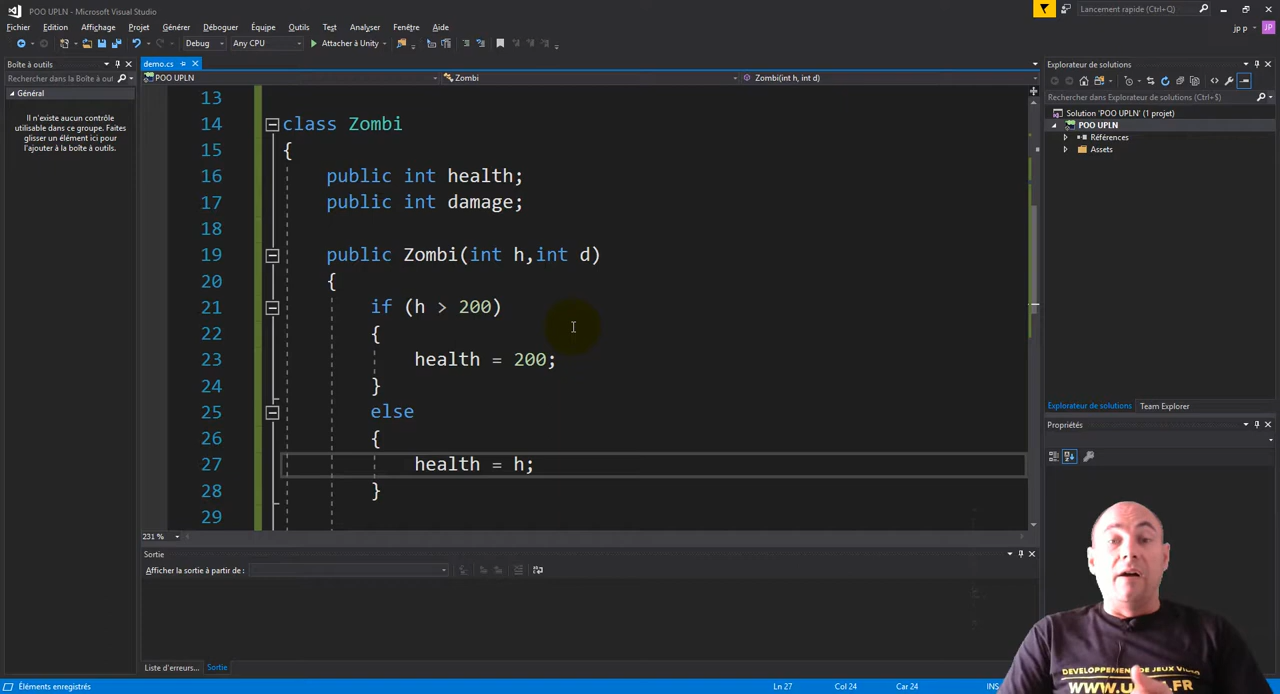 POO UPLN - Microsoft Visual Studio
Lancement rapide (Ctrl+Q)
Fichier Edition Affichage Projet Générer Déboguer Équipe Outils Test Analyser Fenêtre Aide
jp p JP
Debug Any CPU Attacher à Unity
Boîte à outils
Rechercher dans la Boîte à outils
Général
Il n'existe aucun contrôle
utilisable dans ce groupe. Faites
glisser un élément ici pour
l'ajouter à la boîte à outils.
demo.cs
POO UPLN Zombi Zombi(int h, int d)
13
14 class Zombi
15 {
16 public int health;
17 public int damage;
18
19 public Zombi(int h,int d)
20 {
21 if (h > 200)
22 {
23 health = 200;
24 }
25 else
26 {
27 health = h;
28 }
29
231 %
Sortie
Afficher la sortie à partir de :
Liste d'erreurs... Sortie
Explorateur de solutions
Rechercher dans Explorateur de solutions (Ctrl+$)
Solution 'POO UPLN' (1 projet)
POO UPLN
Références
Assets
Explorateur de solutions Team Explorer
Propriétés
Éléments enregistrés Ln 27 Col 24 Car 24 INS
DEVELOPPEMENT DE JEUX VIDEO